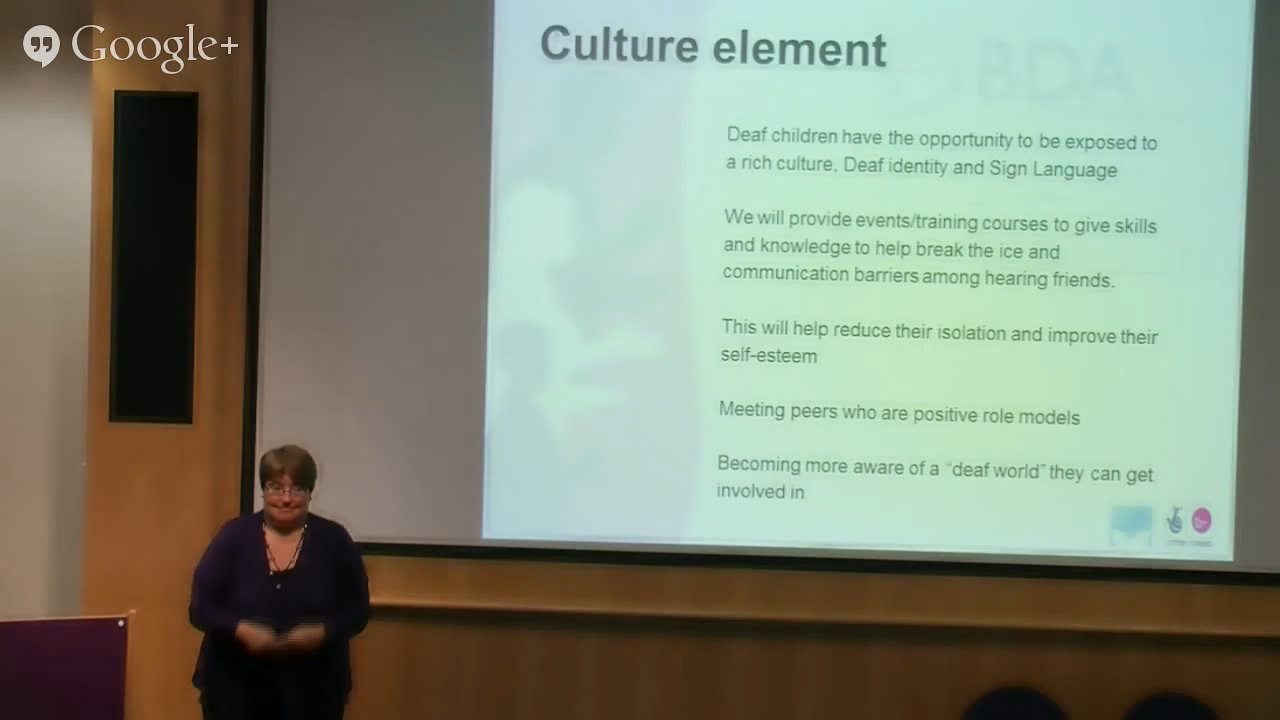 Google+
Culture element
BDA
Deaf children have the opportunity to be exposed to
a rich culture, Deaf identity and Sign Language
We will provide events/training courses to give skills
and knowledge to help break the ice and
communication barriers among hearing friends.
This will help reduce their isolation and improve their
self-esteem
Meeting peers who are positive role models
Becoming more aware of a “deaf world” they can get
involved in